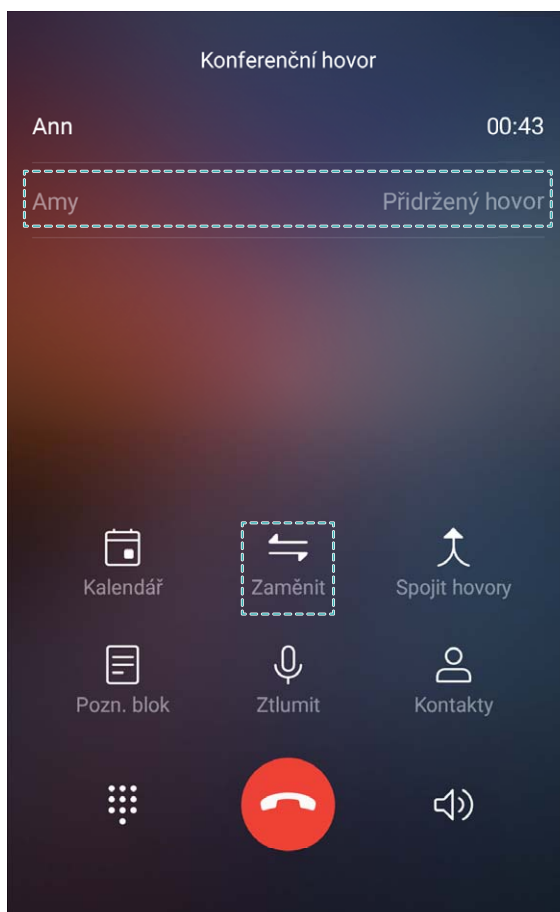 Konferenční hovor
Ann 00:43
Amy Přidržený hovor
Kalendář Zaměnit Spojit hovory
Pozn. blok Ztlumit Kontakty